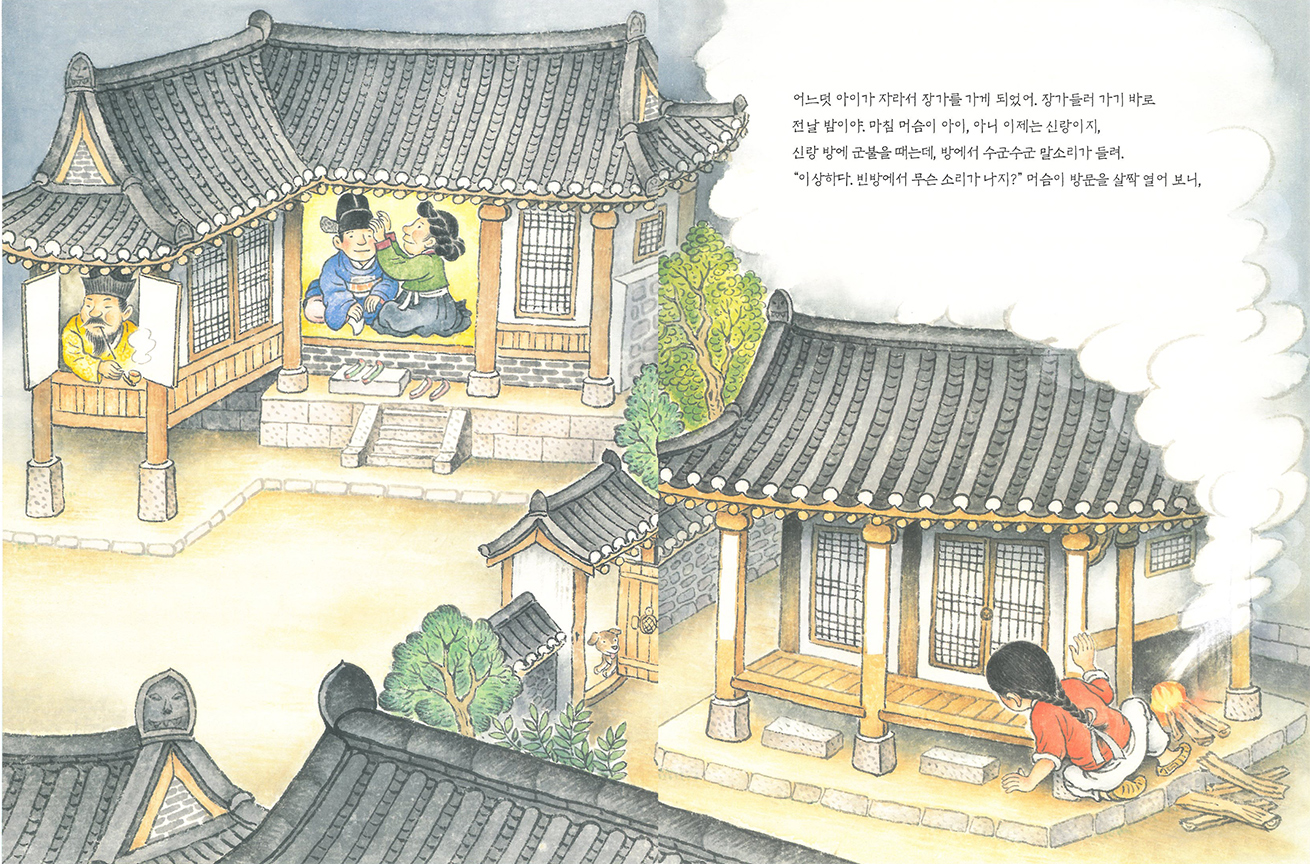 어느덧 아이가 자라서 장가를 가게 되었어. 장가들러 가기 바로
전날 밤이야. 마침 머슴이 아이, 아니 이제는 신랑이지,
신랑 방에 군불을 때는데, 방에서 수군수군 말소리가 들려.
“이상하다. 빈방에서 무슨 소리가 나지?” 머슴이 방문을 살짝 열어 보니,